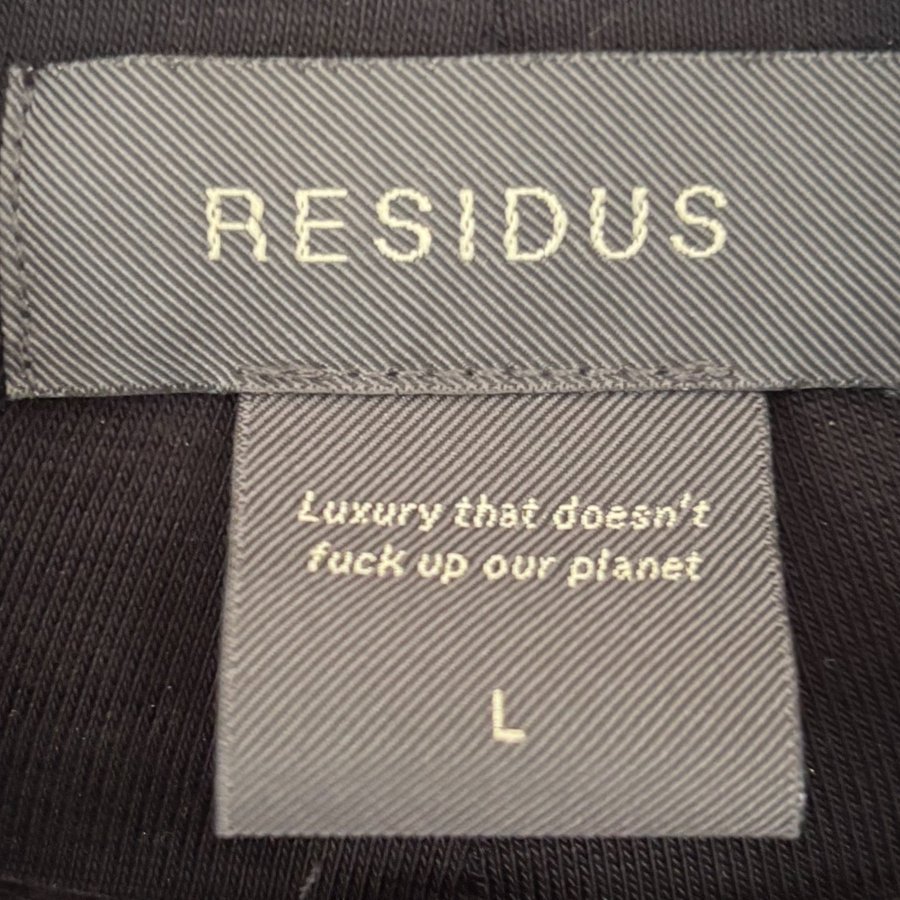 RESIDUS
Luxury that doesn't
fuck up our planet
L